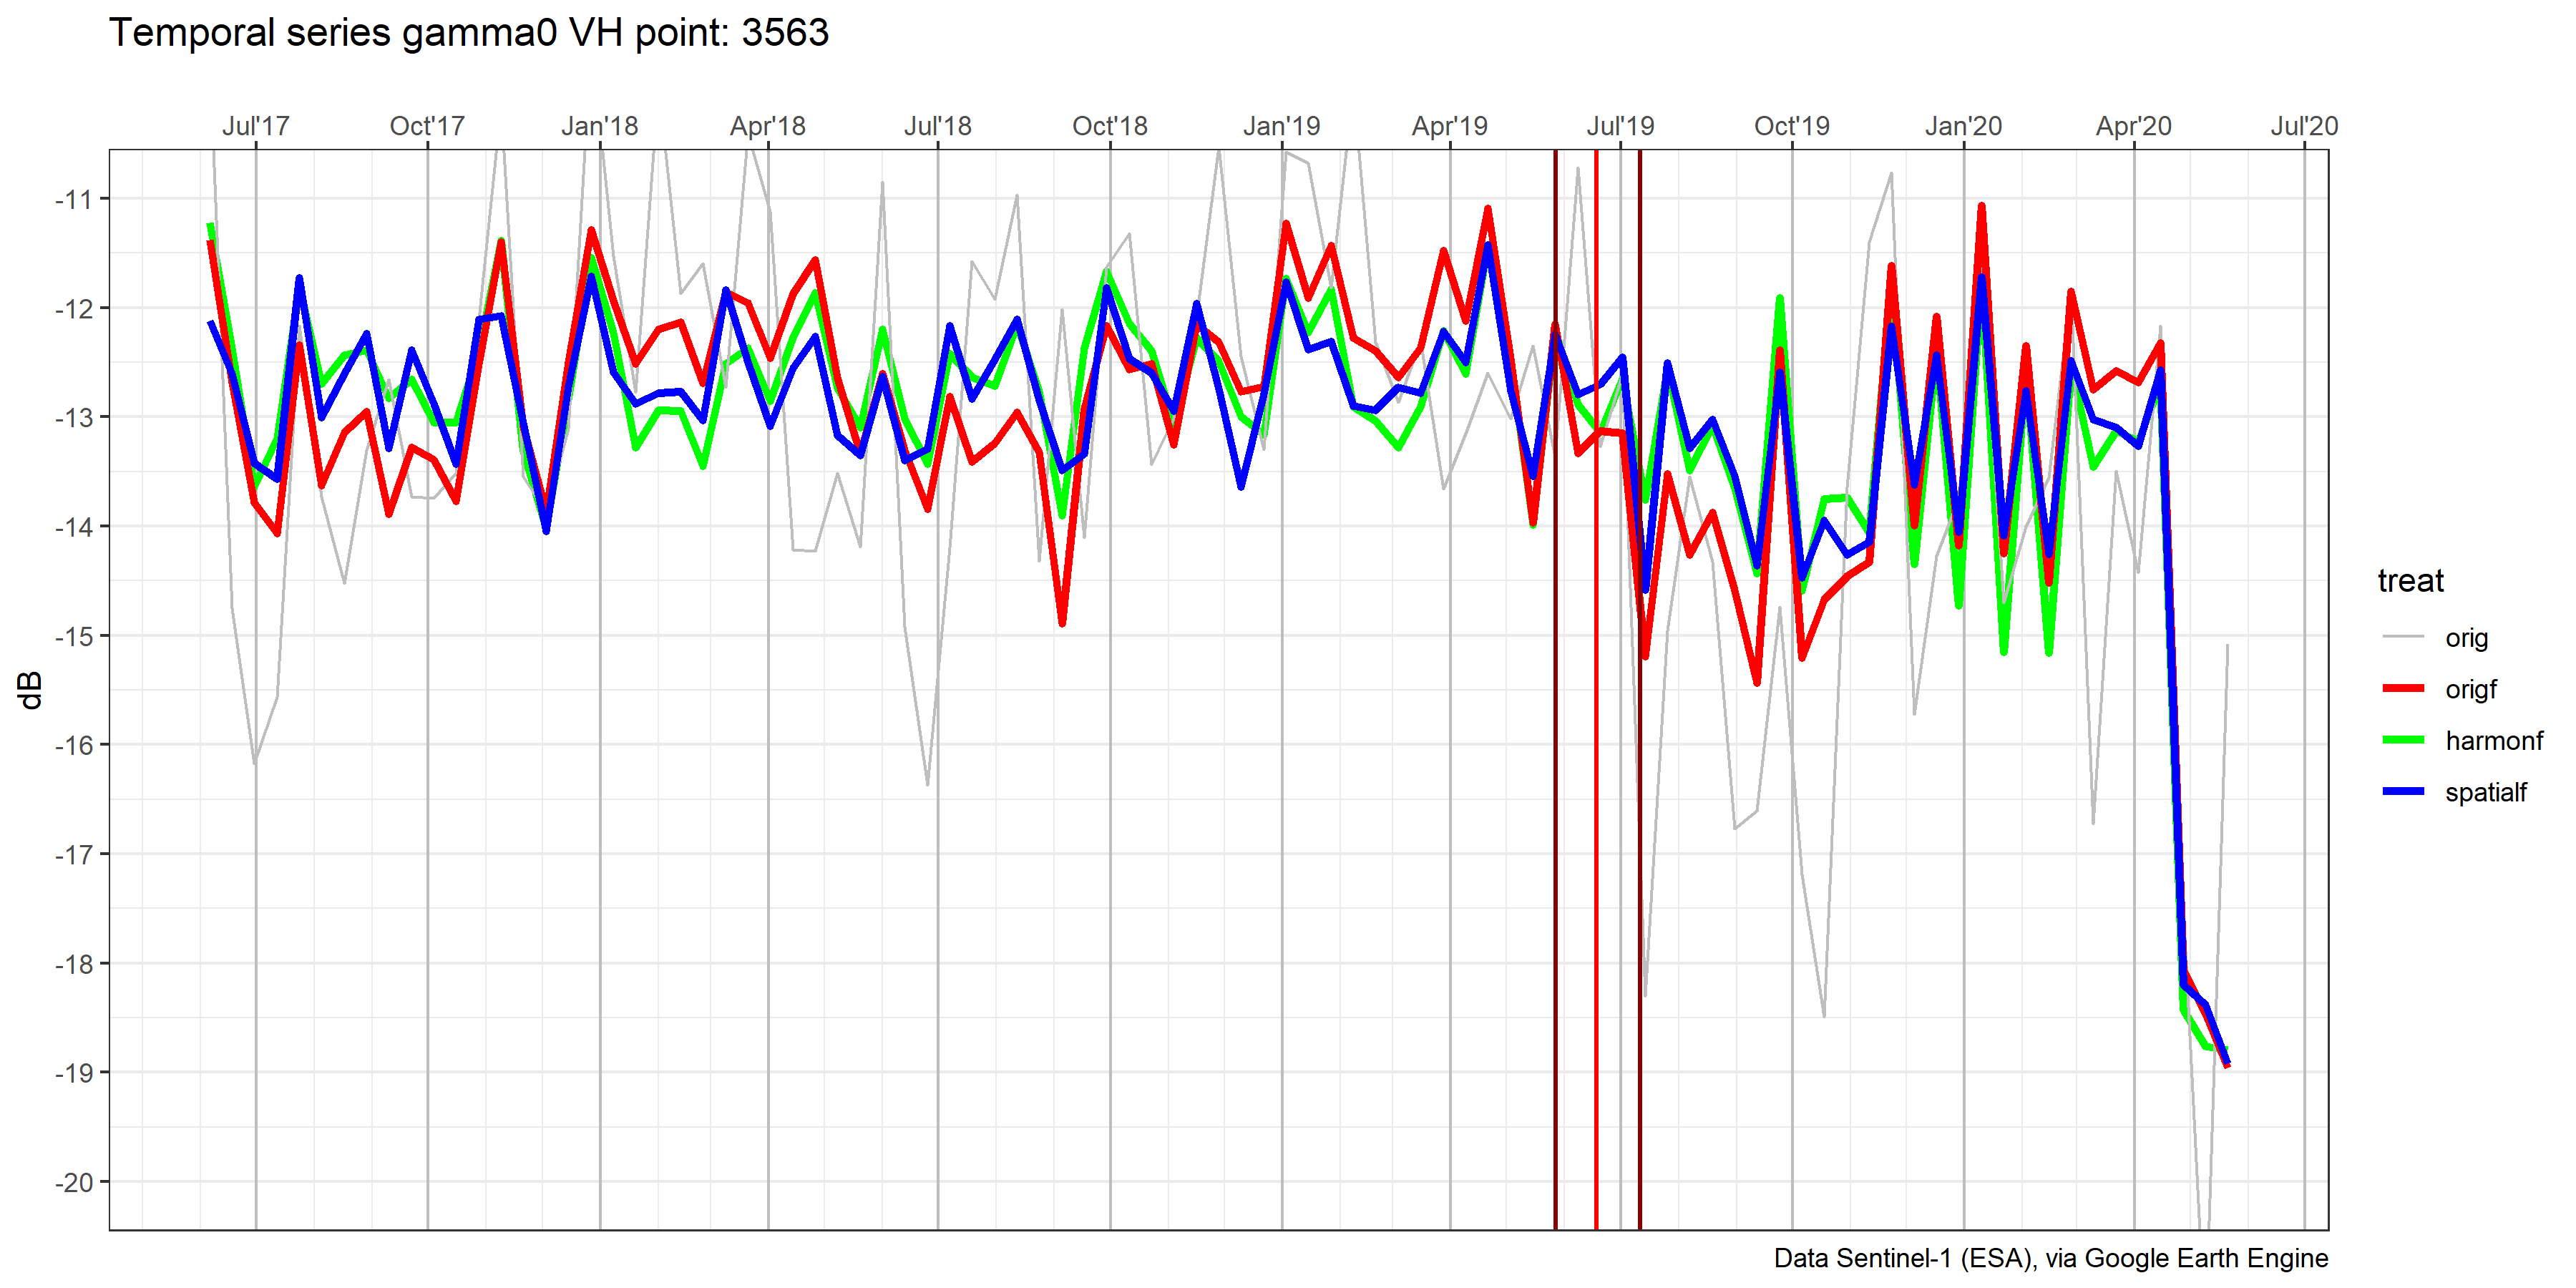 Temporal series gamma0 VH point: 3563
Jul'17 Oct'17 Jan'18 Apr'18 Jul'18 Oct'18 Jan'19 Apr'19 Jul'19 Oct'19 Jan'20 Apr'20 Jul'20
-11
-12
-13
-14
-15
-16
-17
-18
-19
-20
dB
treat
orig
origf
harmonf
spatialf
Data Sentinel-1 (ESA), via Google Earth Engine